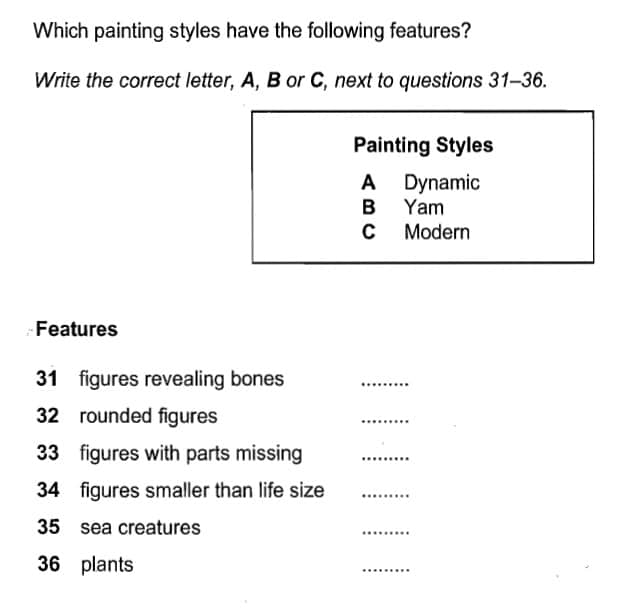 Which painting styles have the following features?
Write the correct letter, A, B or C, next to questions 31–36.
Painting Styles
A Dynamic
B Yam
C Modern
Features
31 figures revealing bones .........
32 rounded figures .........
33 figures with parts missing .........
34 figures smaller than life size .........
35 sea creatures .........
36 plants .........